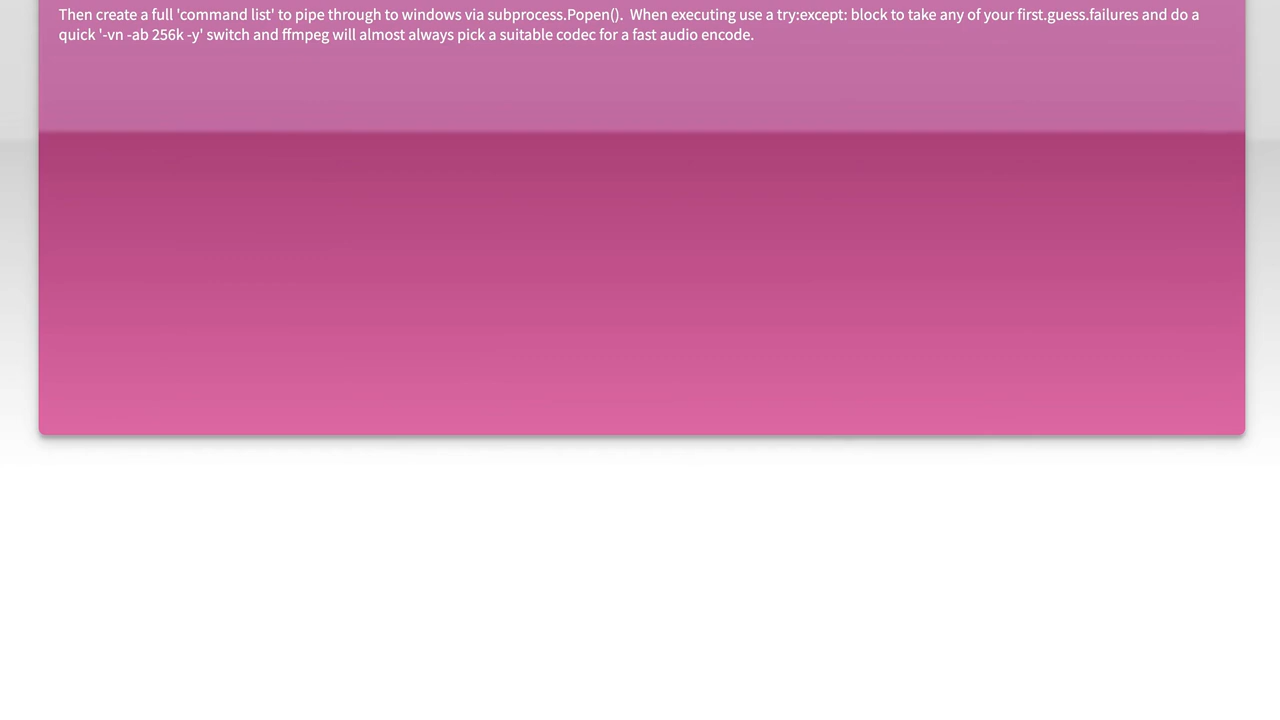 Then create a full 'command list' to pipe through to windows via subprocess.Popen().  When executing use a try:except: block to take any of your first.guess.failures and do a
quick '-vn -ab 256k -y' switch and ffmpeg will almost always pick a suitable codec for a fast audio encode.